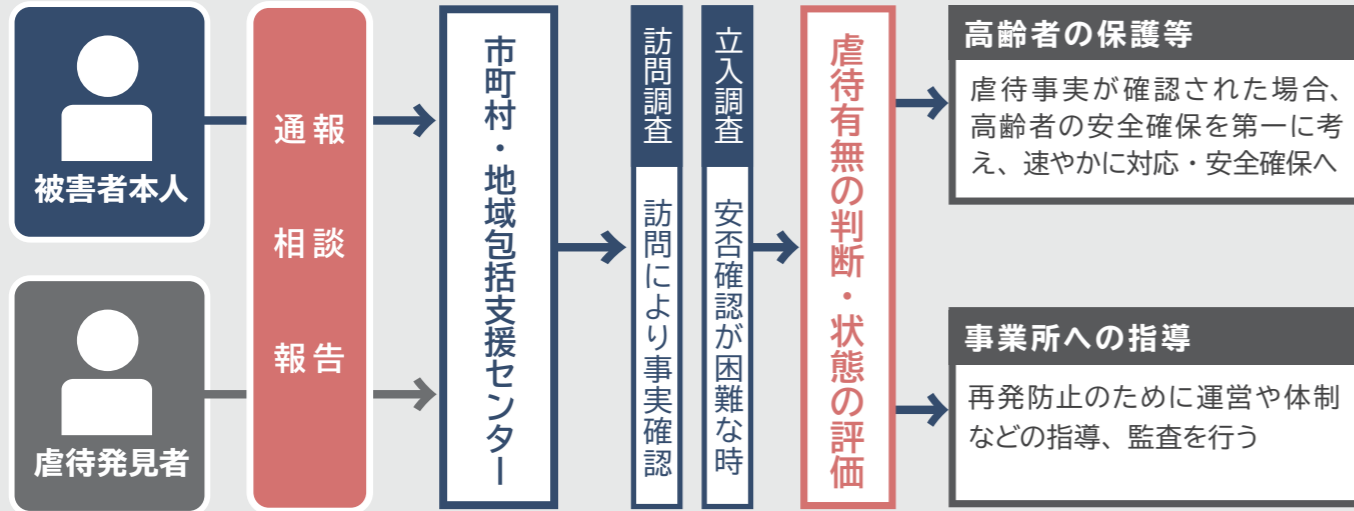 被害者本人
虐待発見者
通報
相談
報告
市町村・地域包括支援センター
訪問調査
訪問により事実確認
立入調査
安否確認が困難な時
虐待有無の判断・状態の評価
高齢者の保護等
虐待事実が確認された場合、
高齢者の安全確保を第一に考
え、速やかに対応・安全確保へ
事業所への指導
再発防止のために運営や体制
などの指導、監査を行う